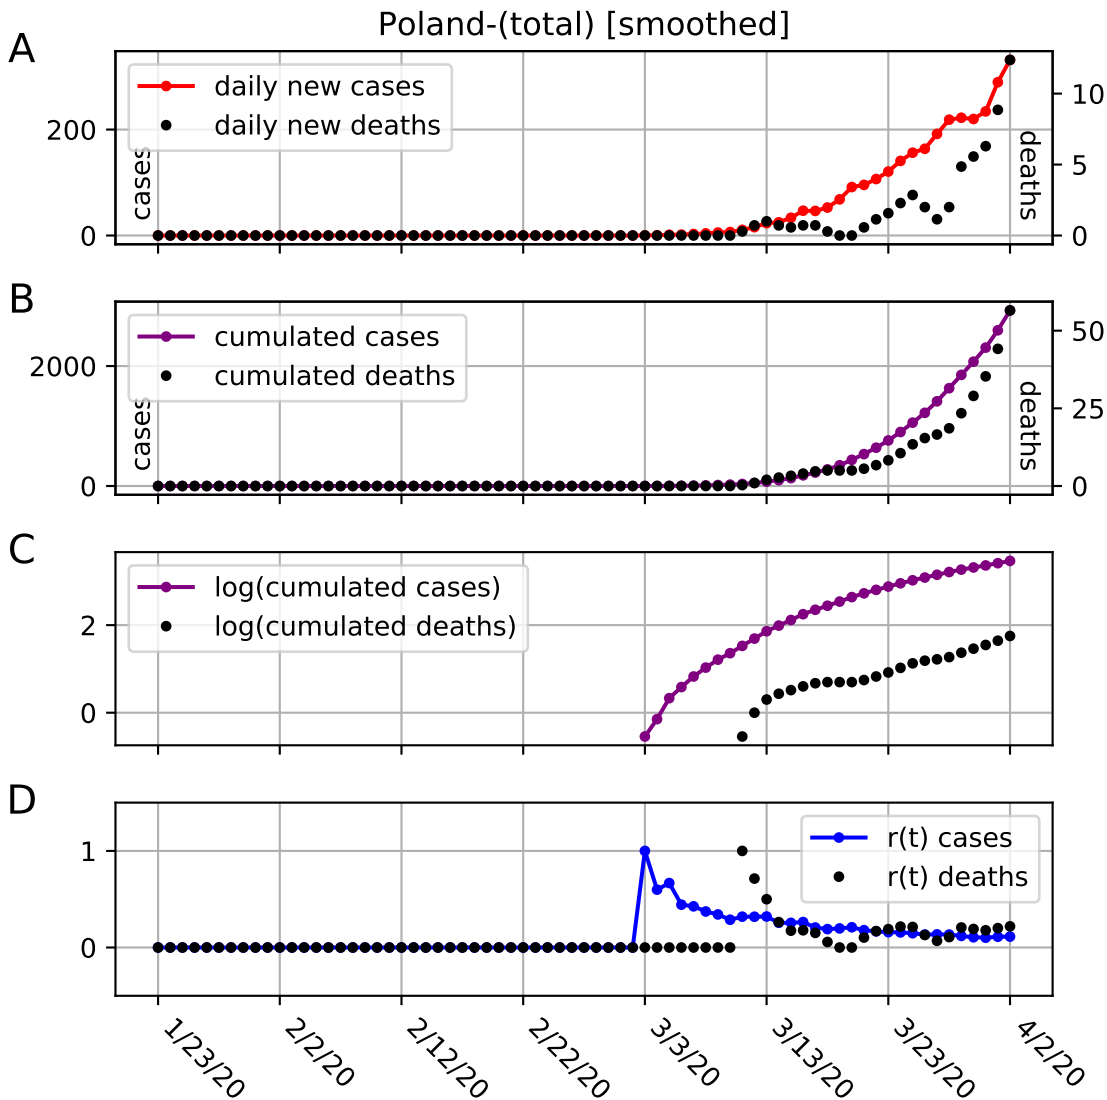 Poland-(total) [smoothed]
A
daily new cases
daily new deaths
200
0
cases
10
5
0
deaths
B
cumulated cases
cumulated deaths
2000
0
cases
50
25
0
deaths
C
log(cumulated cases)
log(cumulated deaths)
2
0
D
r(t) cases
r(t) deaths
1
0
1/23/20
2/2/20
2/12/20
2/22/20
3/3/20
3/13/20
3/23/20
4/2/20